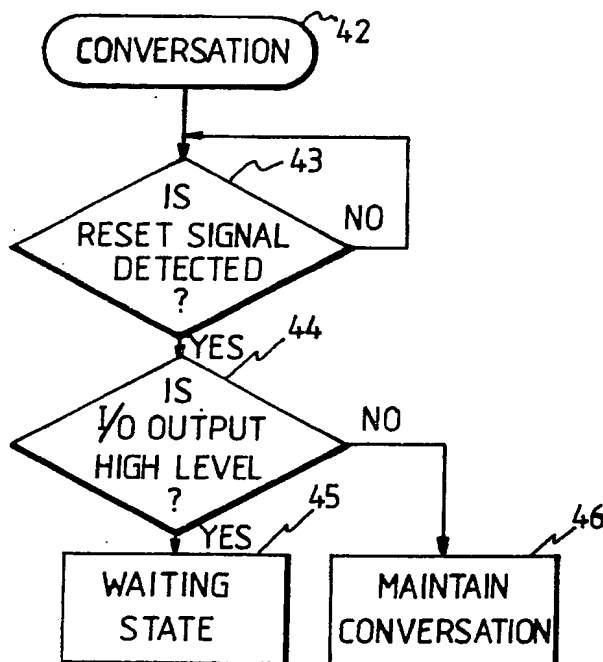 42
CONVERSATION
43
IS
RESET SIGNAL
DETECTED
?
NO
YES
44
IS
I/O OUTPUT
HIGH LEVEL
?
NO
YES
45
WAITING
STATE
46
MAINTAIN
CONVERSATION